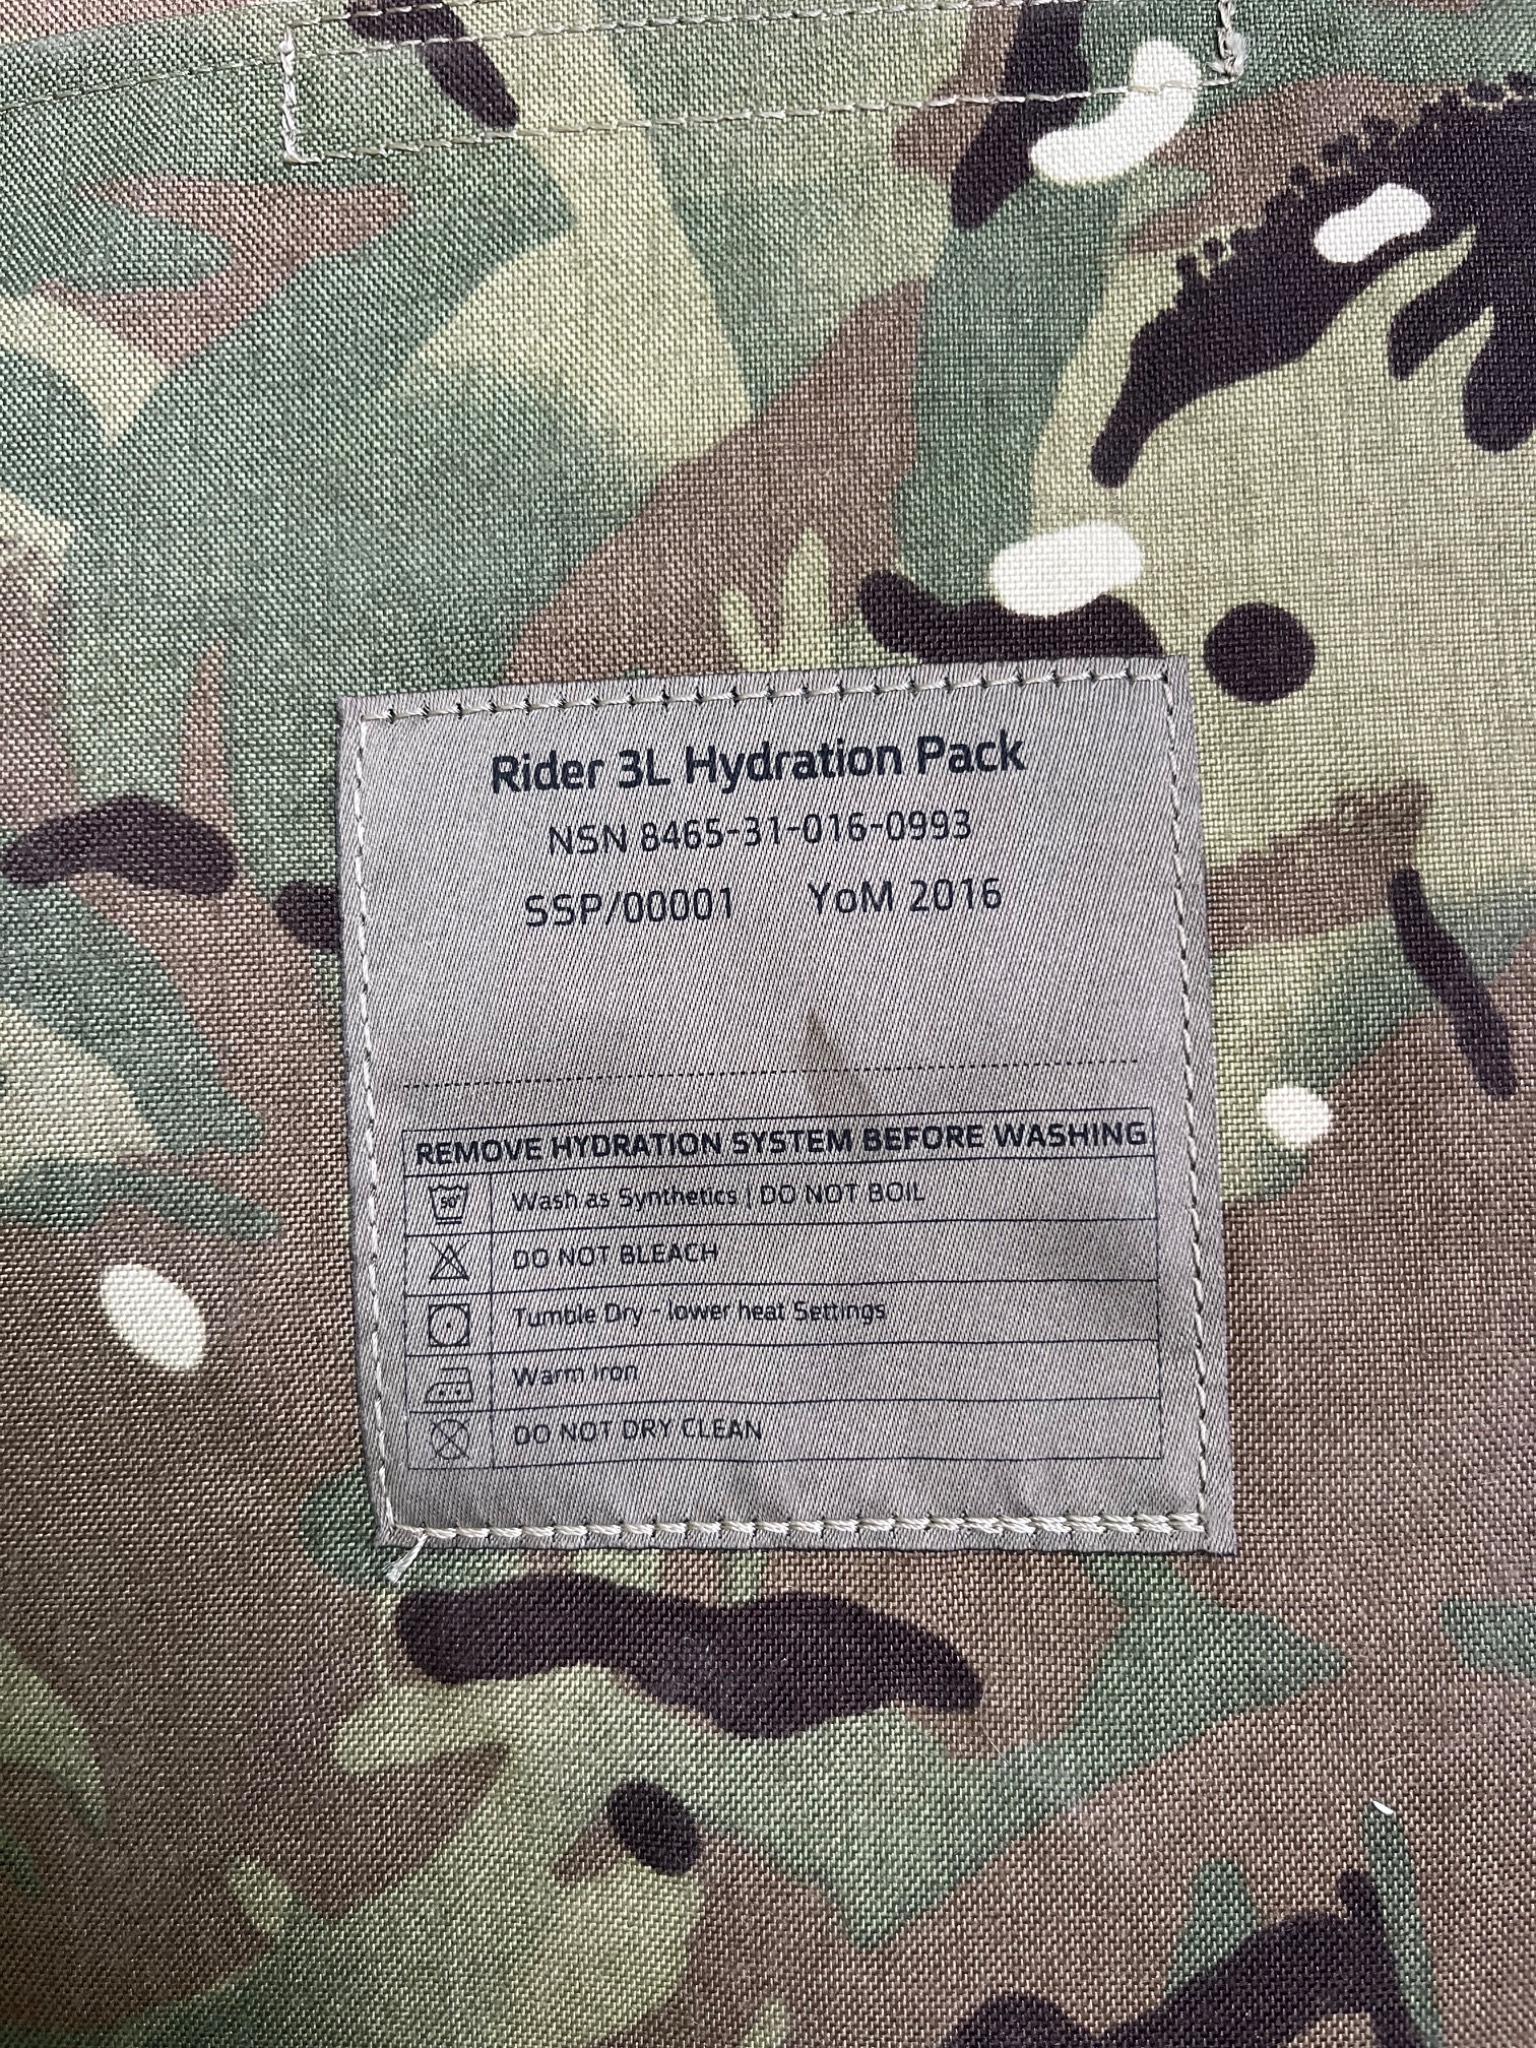 Rider 3L Hydration Pack
NSN 8465-31-016-0993
SSP/00001 YoM 2016
REMOVE HYDRATION SYSTEM BEFORE WASHING
Wash as Synthetics | DO NOT BOIL
DO NOT BLEACH
Tumble Dry - lower heat Settings
Warm Iron
DO NOT DRY CLEAN